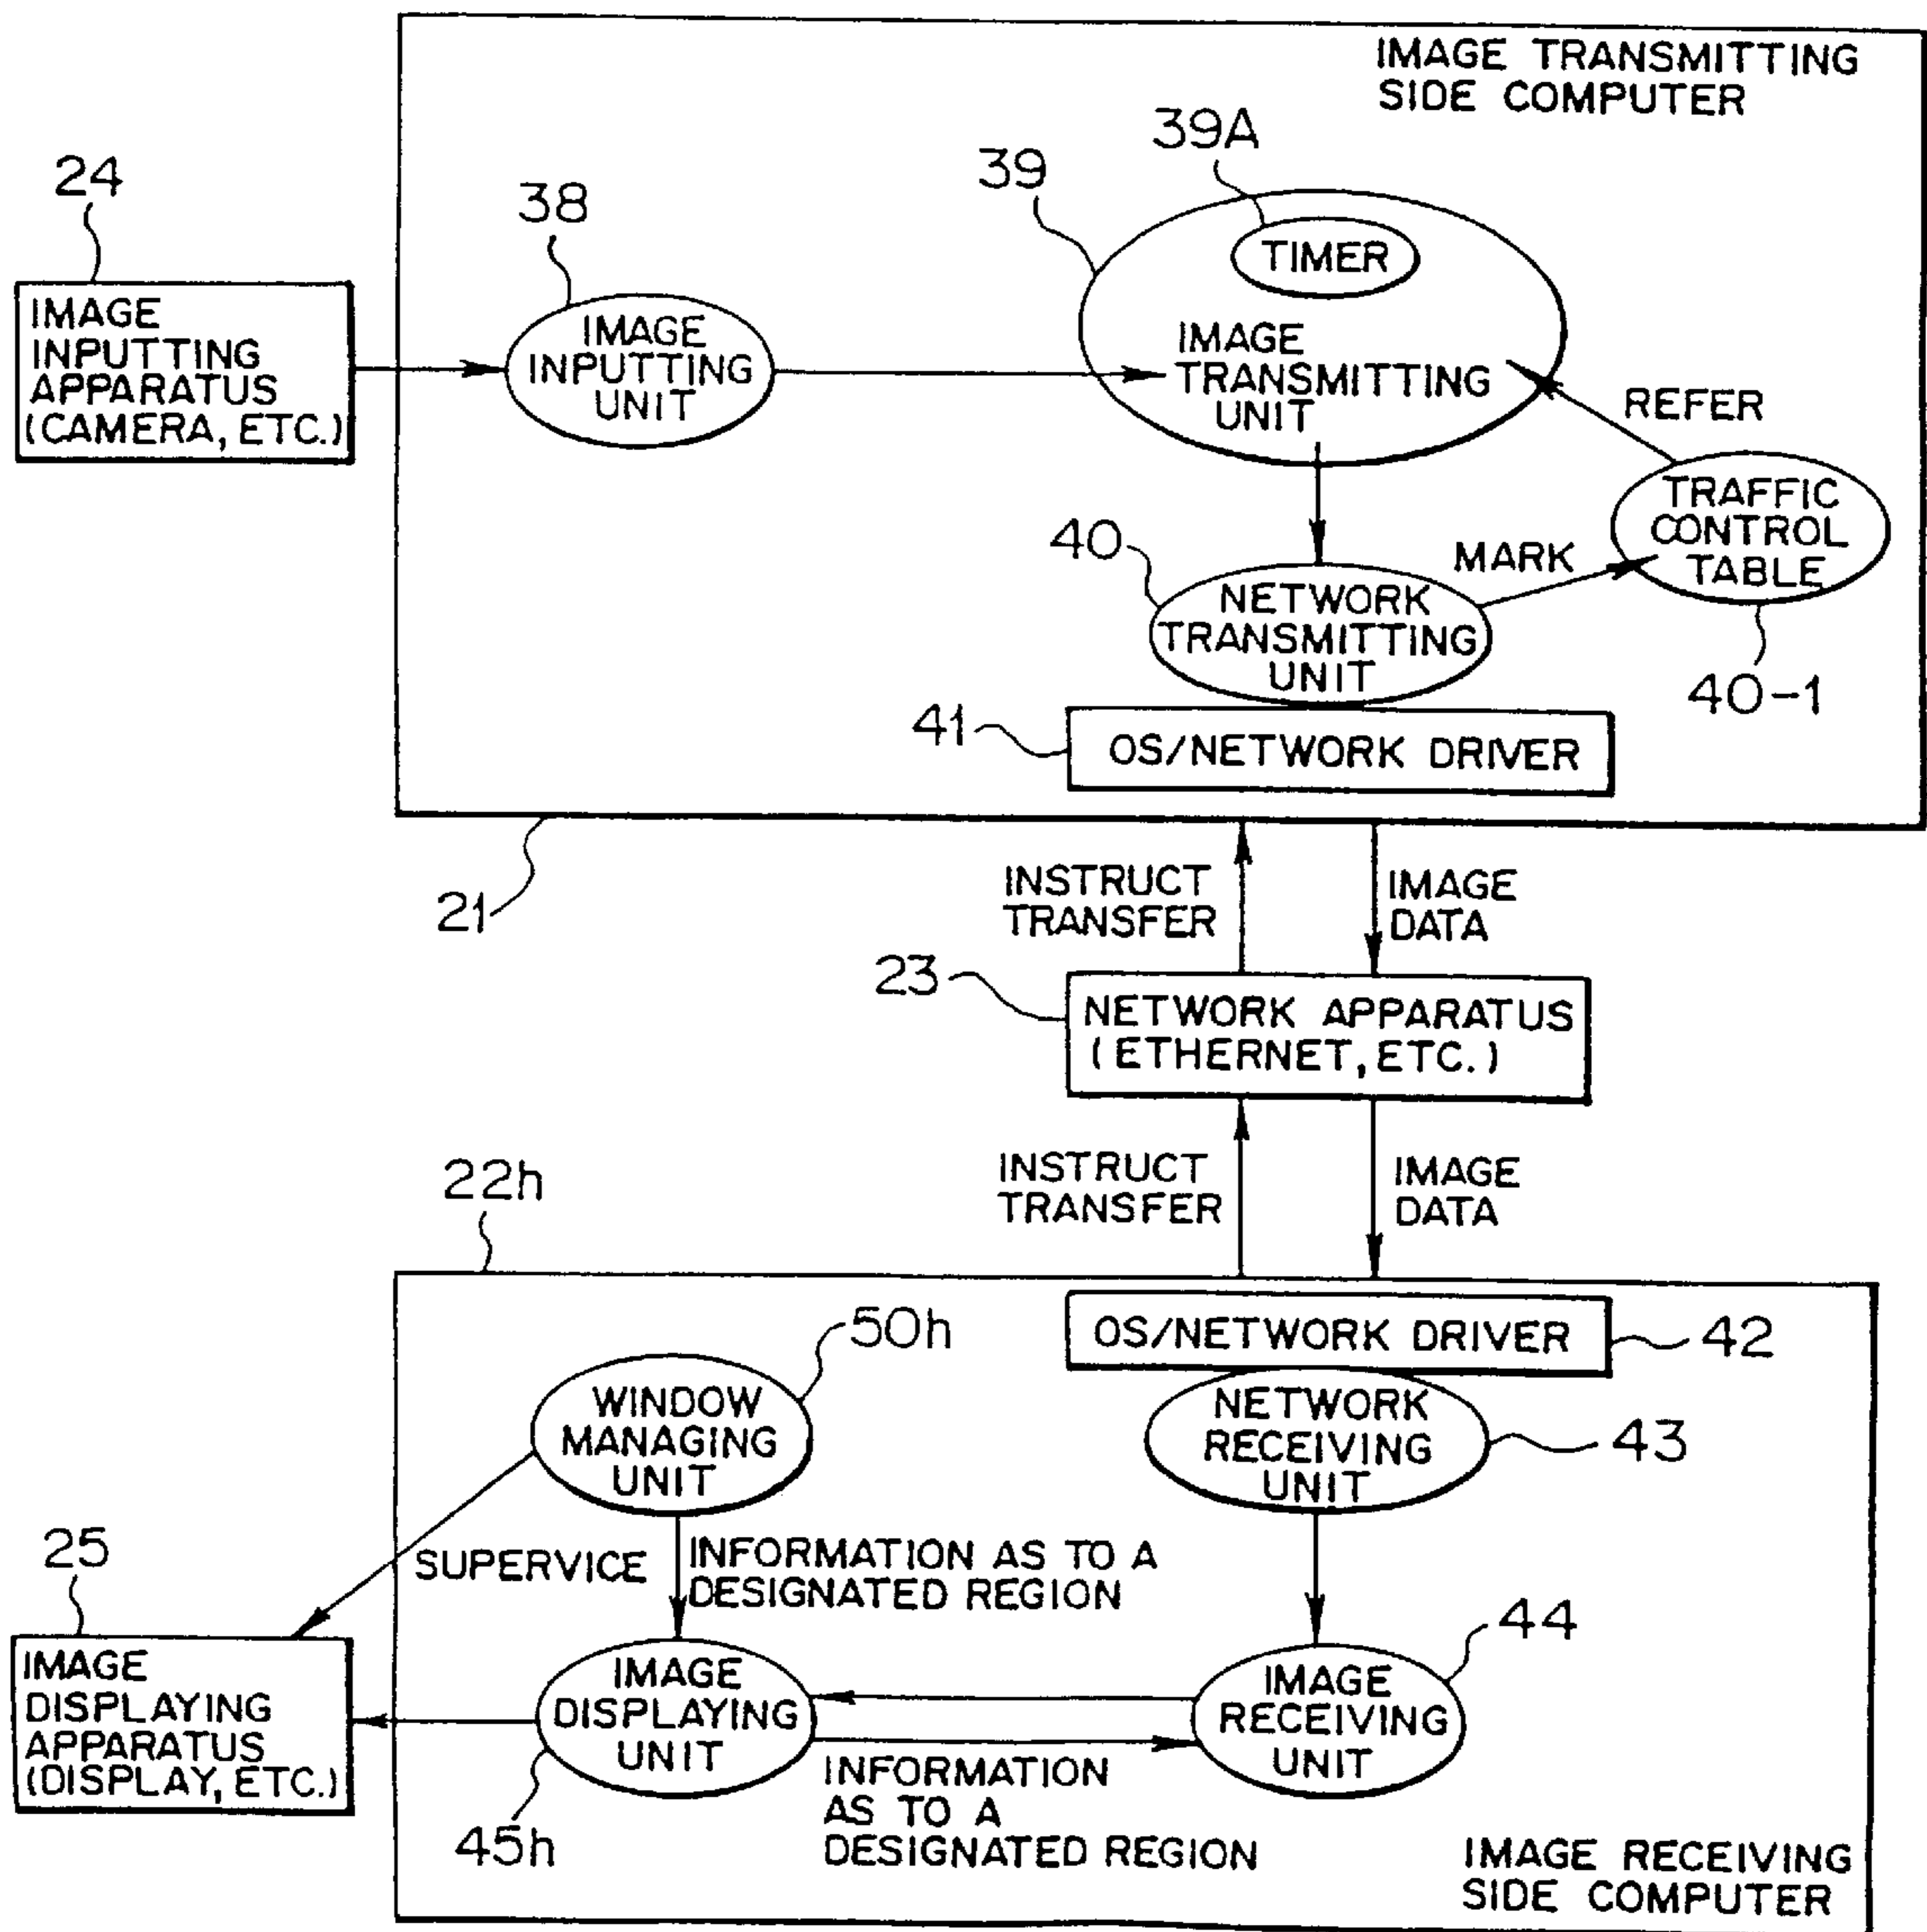 IMAGE TRANSMITTING
SIDE COMPUTER
39A
39
24
38
TIMER
IMAGE
INPUTTING
APPARATUS
(CAMERA, ETC.)
IMAGE
INPUTTING
UNIT
IMAGE
TRANSMITTING
UNIT
REFER
TRAFFIC
CONTROL
TABLE
40
MARK
NETWORK
TRANSMITTING
UNIT
40-1
41
OS/NETWORK DRIVER
21
INSTRUCT
TRANSFER
IMAGE
DATA
23
NETWORK APPARATUS
(ETHERNET, ETC.)
INSTRUCT
TRANSFER
IMAGE
DATA
22h
50h
OS/NETWORK DRIVER
42
WINDOW
MANAGING
UNIT
NETWORK
RECEIVING
UNIT
43
25
SUPERVICE
INFORMATION AS TO A
DESIGNATED REGION
44
IMAGE
DISPLAYING
APPARATUS
(DISPLAY, ETC.)
IMAGE
DISPLAYING
UNIT
IMAGE
RECEIVING
UNIT
45h
INFORMATION
AS TO A
DESIGNATED REGION
IMAGE RECEIVING
SIDE COMPUTER